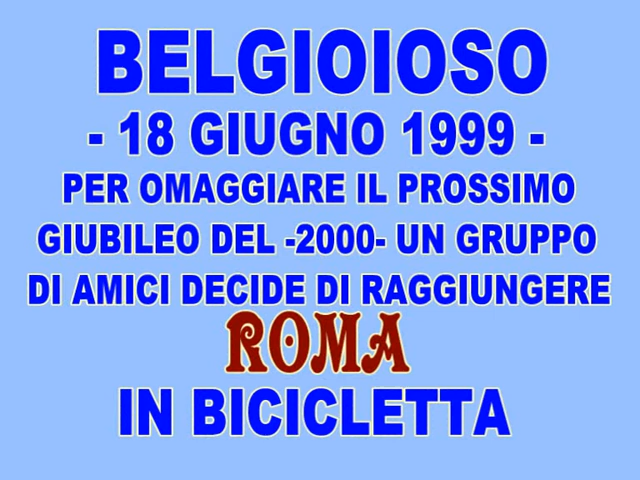 BELGIOIOSO
- 18 GIUGNO 1999 -
PER OMAGGIARE IL PROSSIMO
GIUBILEO DEL -2000- UN GRUPPO
DI AMICI DECIDE DI RAGGIUNGERE
ROMA
IN BICICLETTA